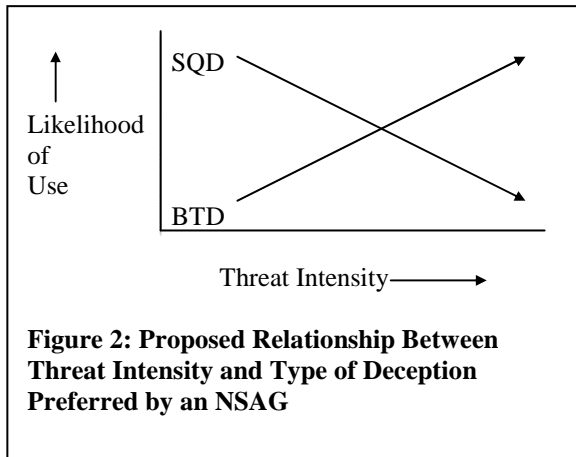 SQD
Likelihood
of
Use
BTD
Threat Intensity
Figure 2: Proposed Relationship Between
Threat Intensity and Type of Deception
Preferred by an NSAG